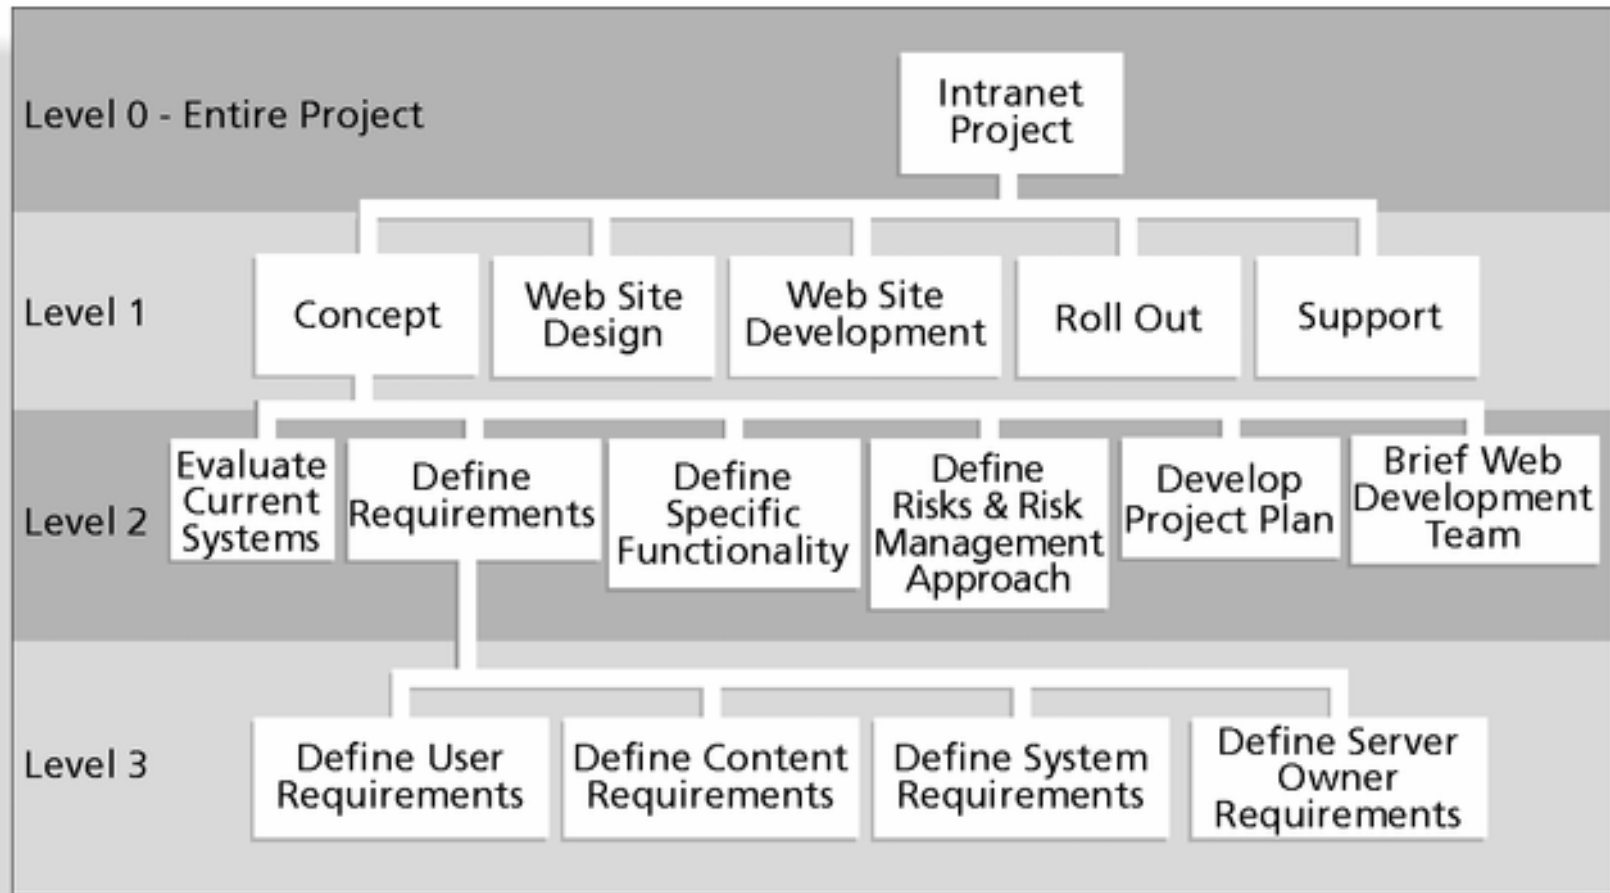 Level 0 - Entire Project
Intranet
Project
Level 1
Concept
Web Site
Design
Web Site
Development
Roll Out
Support
Level 2
Evaluate
Current
Systems
Define
Requirements
Define
Specific
Functionality
Define
Risks & Risk
Management
Approach
Develop
Project Plan
Brief Web
Development
Team
Level 3
Define User
Requirements
Define Content
Requirements
Define System
Requirements
Define Server
Owner
Requirements